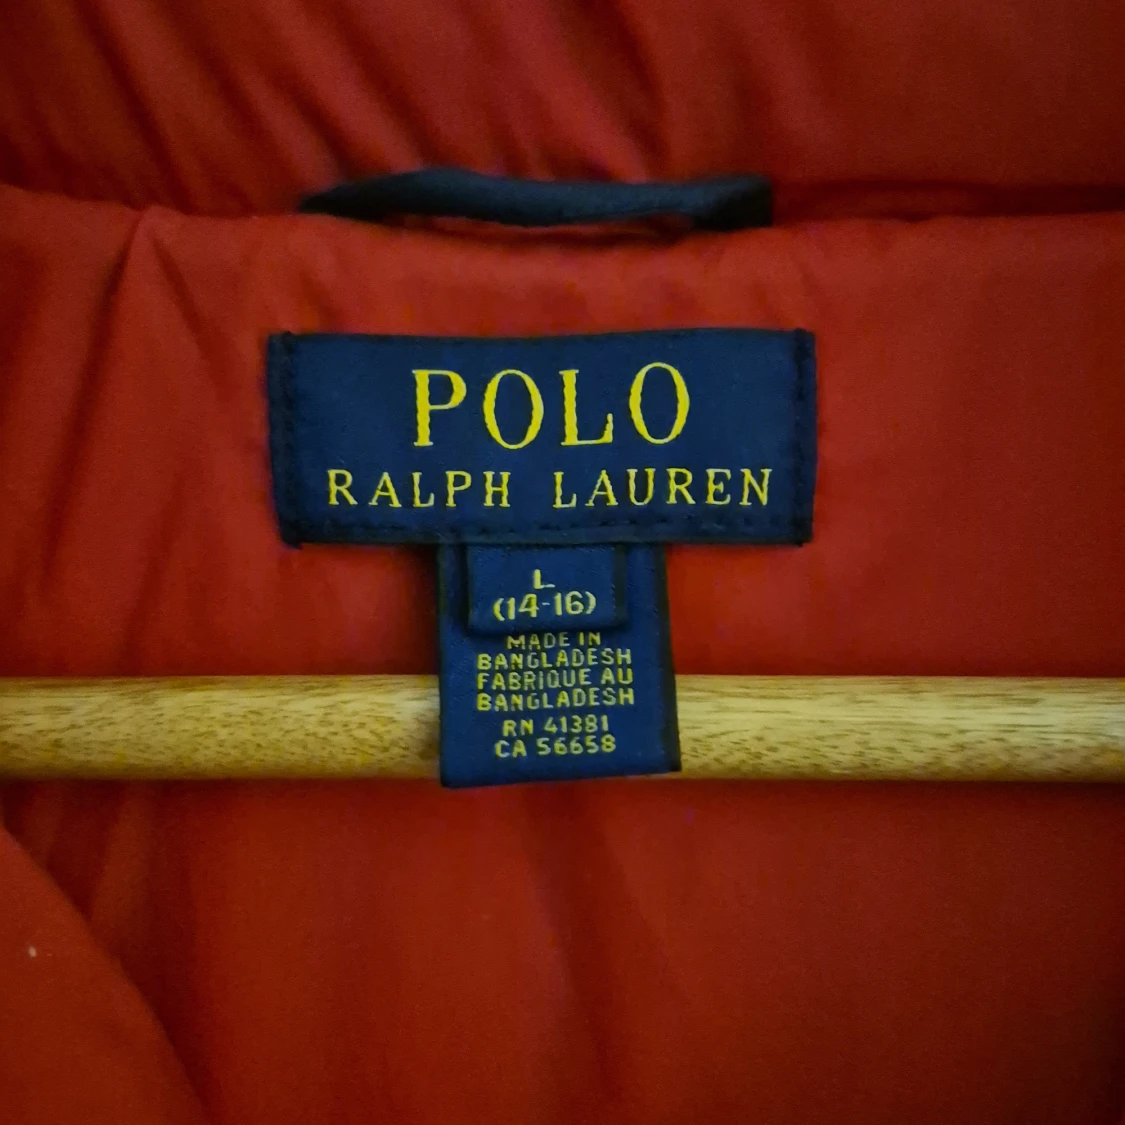 POLO
RALPH LAUREN
L
(14-16)
MADE IN
BANGLADESH
FABRIQUE AU
BANGLADESH
RN 41381
CA 56658